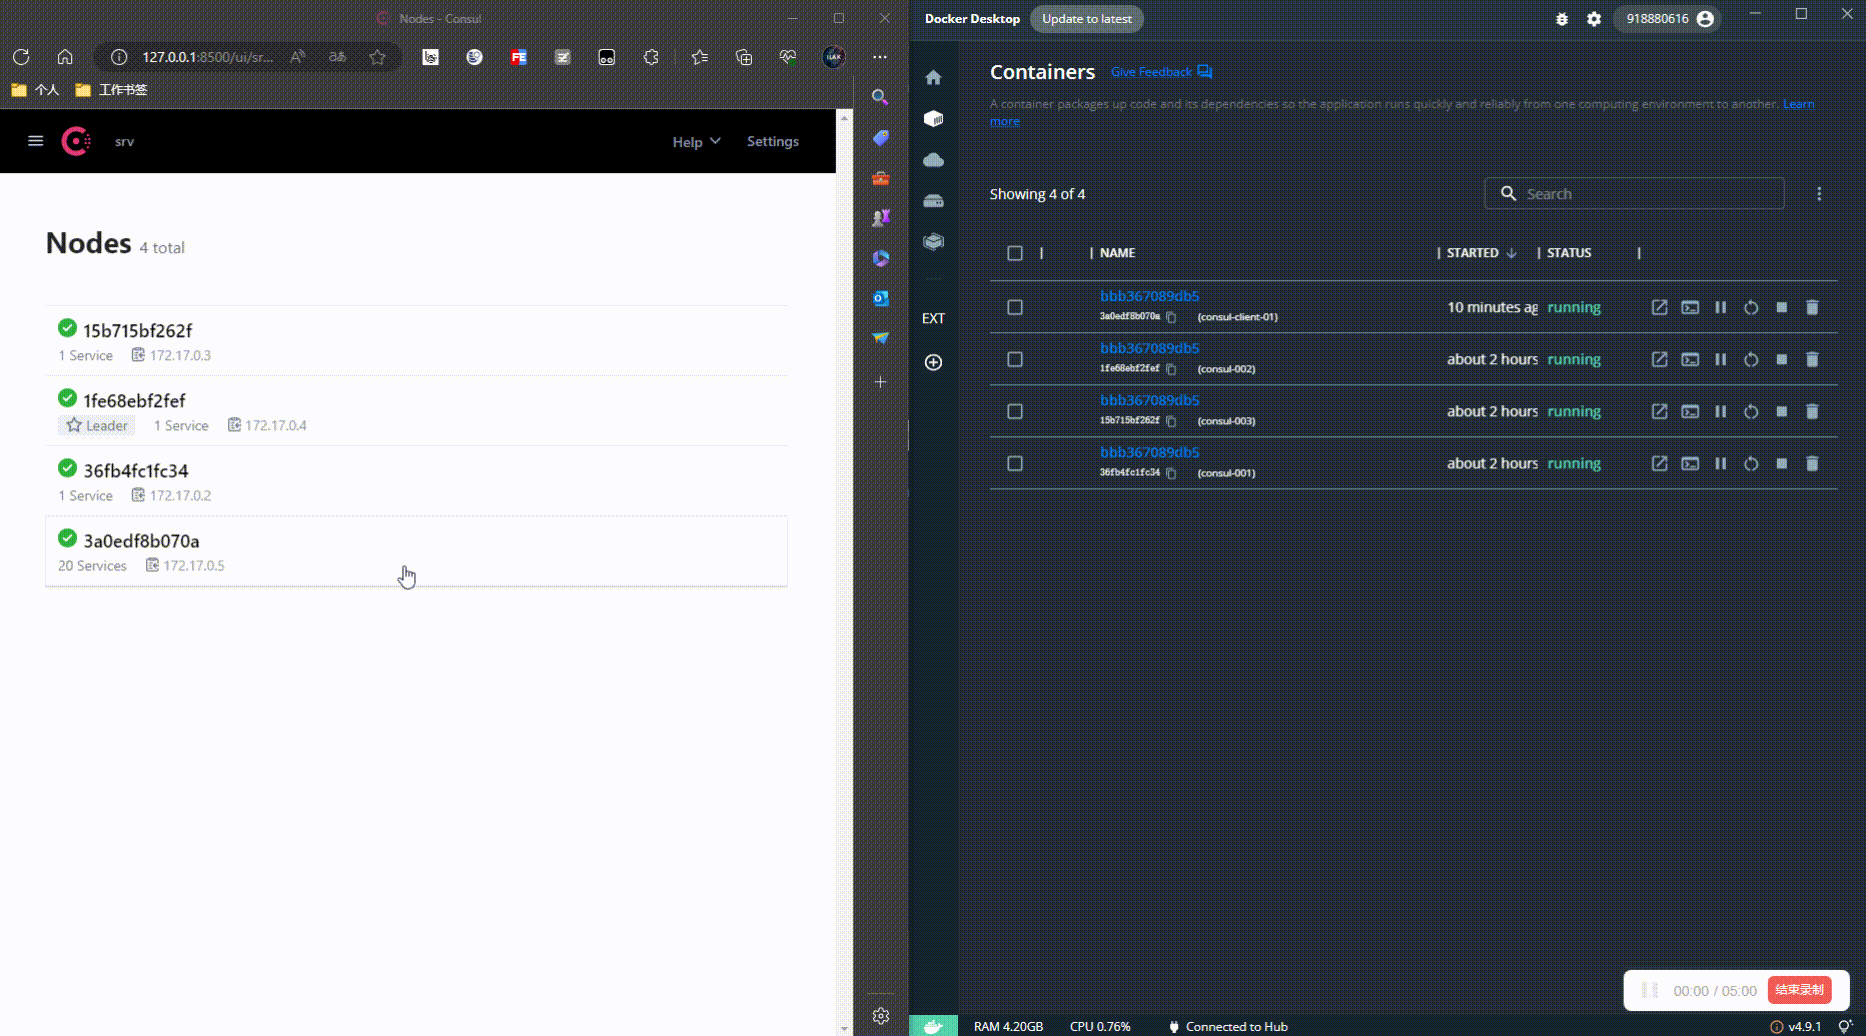 Nodes - Consul
127.0.0.1:8500/ui/sr...
个人
工作书签
srv
Help
Settings
Nodes 4 total
15b715bf262f
1 Service 172.17.0.3
1fe68ebf2fef
Leader 1 Service 172.17.0.4
36fb4fc1fc34
1 Service 172.17.0.2
3a0edf8b070a
20 Services 172.17.0.5
Docker Desktop
Update to latest
918880616
Containers
Give Feedback
A container packages up code and its dependencies so the application runs quickly and reliably from one computing environment to another. Learn
more
Showing 4 of 4
Search
EXT
NAME STARTED STATUS
bbb367089db5
3a0edf8b070a (consul-client-01)
10 minutes ag running
bbb367089db5
1fe68ebf2fef (consul-002)
about 2 hours running
bbb367089db5
15b715bf262f (consul-003)
about 2 hours running
bbb367089db5
36fb4fc1fc34 (consul-001)
about 2 hours running
00:00 / 05:00
结束录制
RAM 4.20GB CPU 0.76% Connected to Hub
v4.9.1